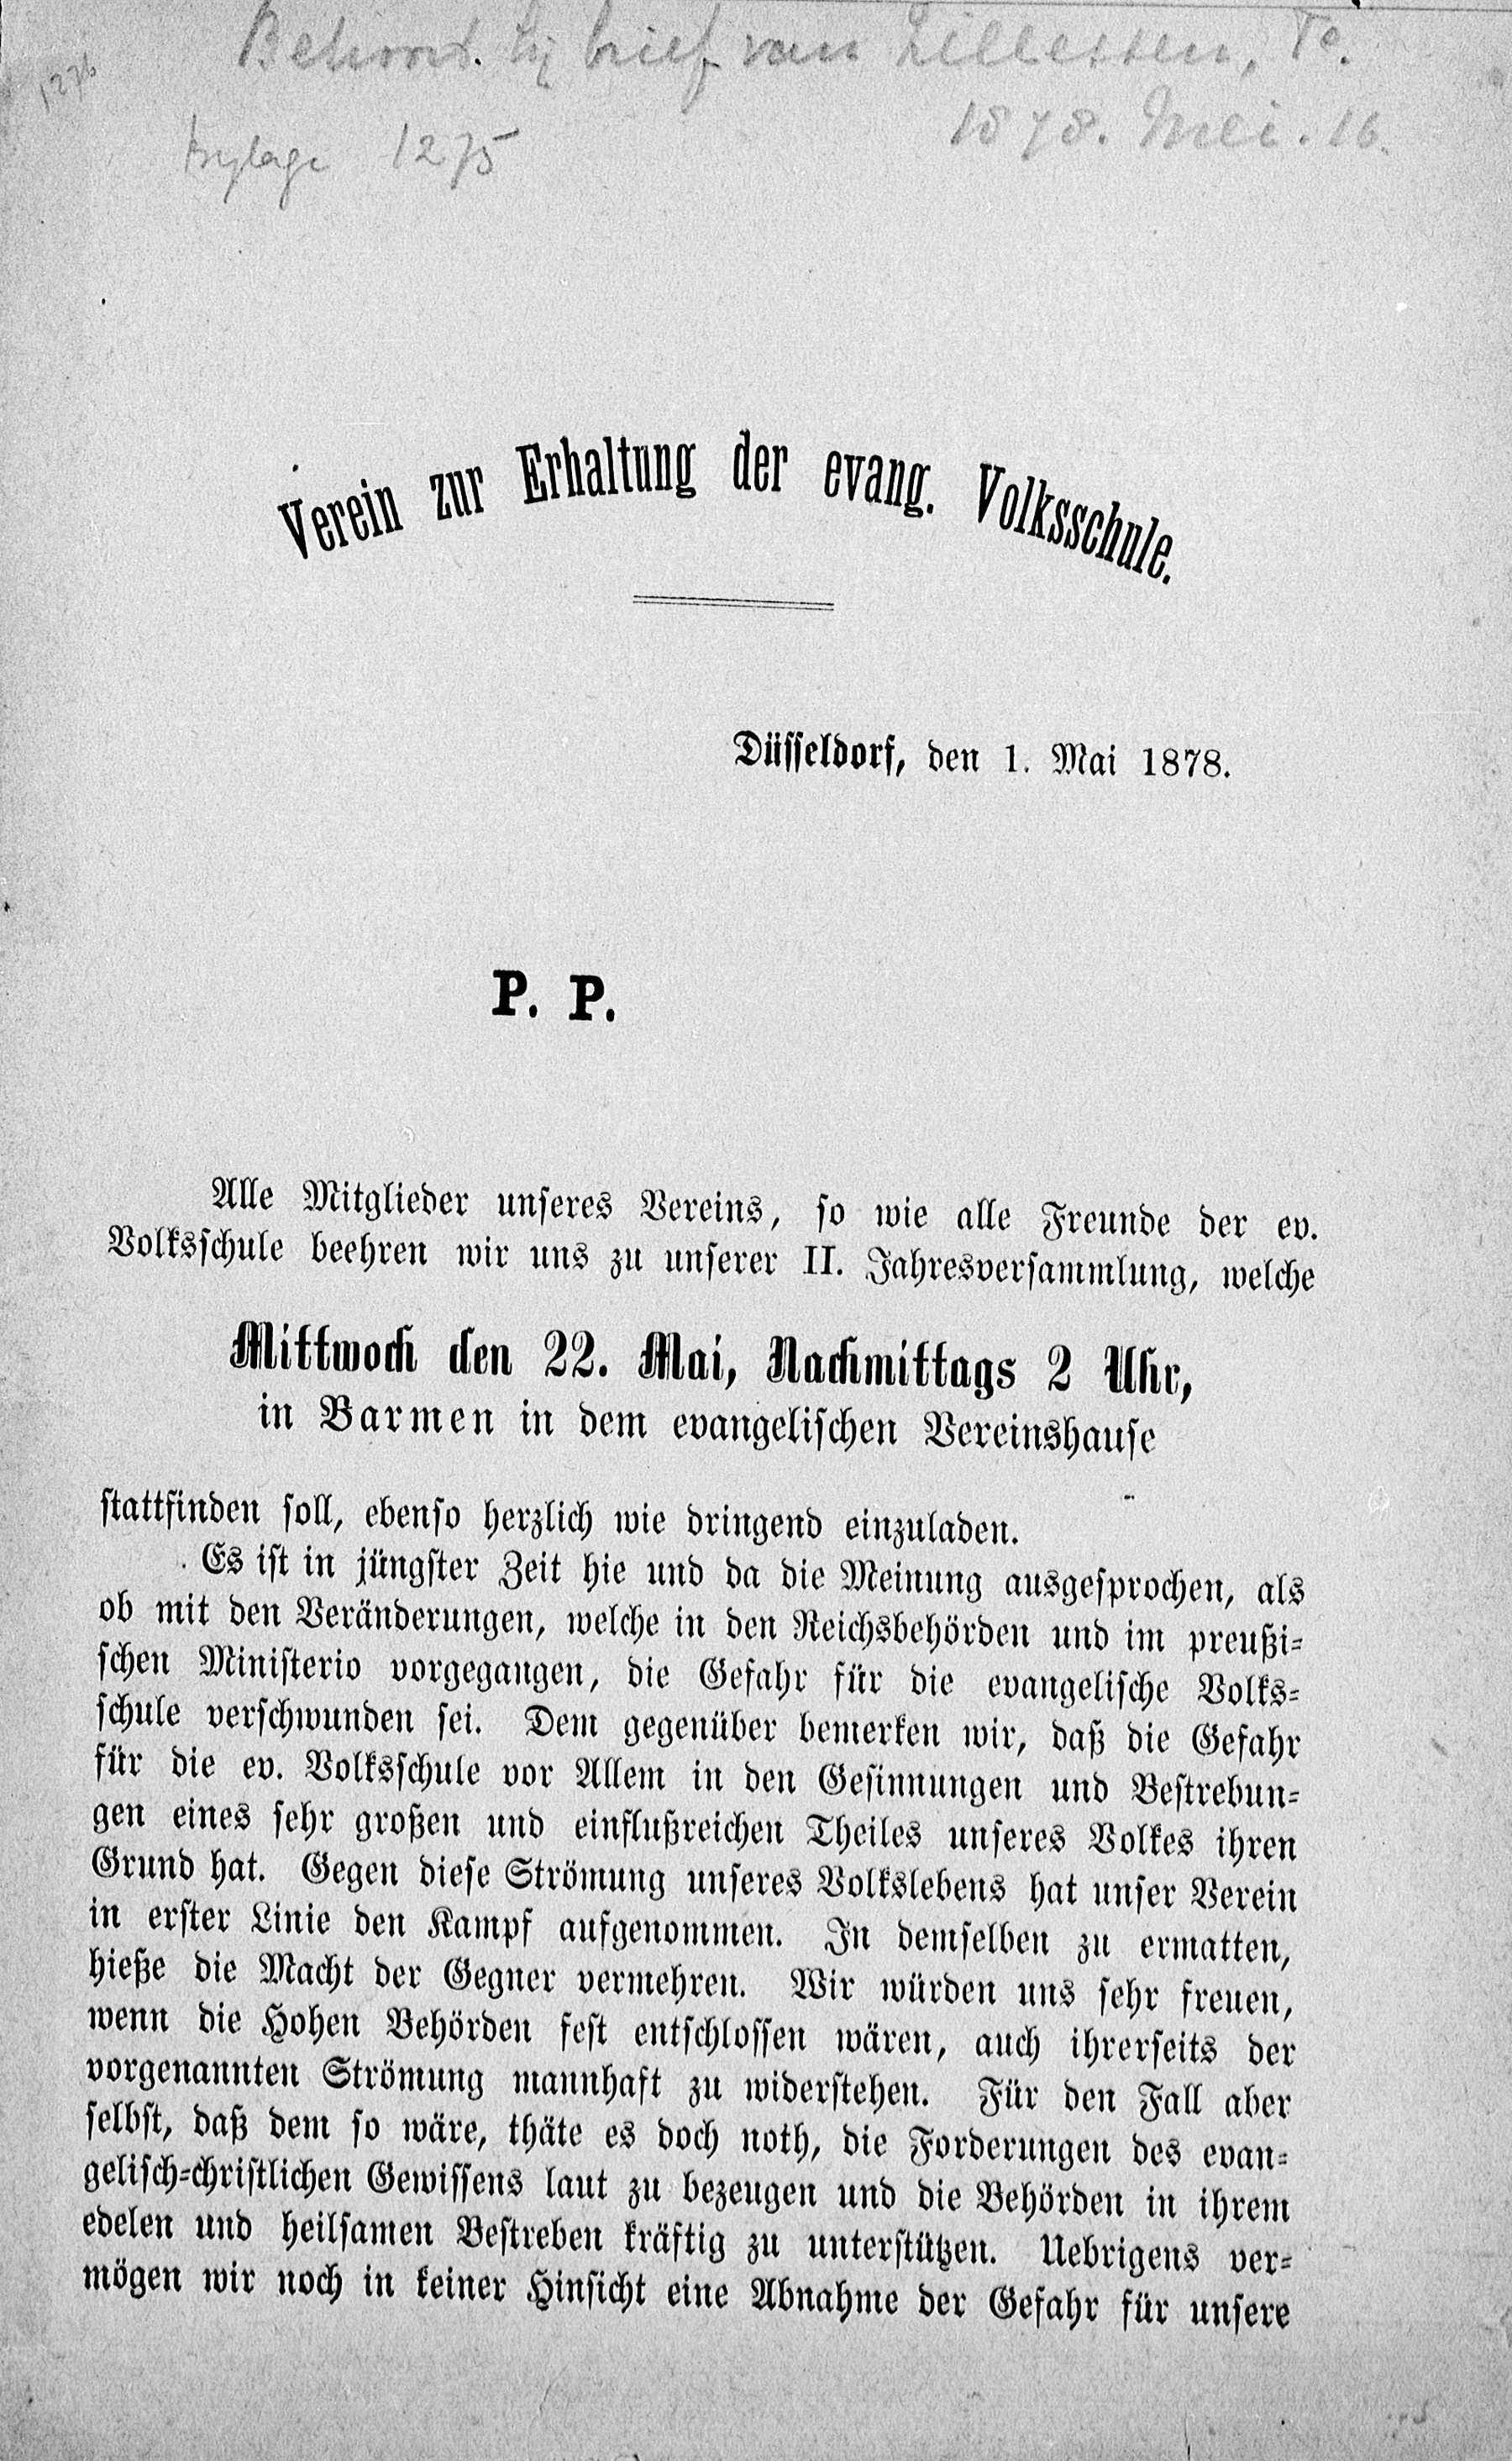 Behoort bij brief van Zillessen, Te.
1276
1878. Mei. 16.
bylage 1275
Verein zur Erhaltung der evang. Volksschule.
Düsseldorf, den 1. Mai 1878.
P. P.
Alle Mitglieder unseres Vereins, so wie alle Freunde der ev.
Volksschule beehren wir uns zu unserer II. Jahresversammlung, welche
Mittwoch den 22. Mai, Nachmittags 2 Uhr,
in Barmen in dem evangelischen Vereinshause
stattfinden soll, ebenso herzlich wie dringend einzuladen.
Es ist in jüngster Zeit hie und da die Meinung ausgesprochen, als
ob mit den Veränderungen, welche in den Reichsbehörden und im preußi-
schen Ministerio vorgegangen, die Gefahr für die evangelische Volks-
schule verschwunden sei. Dem gegenüber bemerken wir, daß die Gefahr
für die ev. Volksschule vor Allem in den Gesinnungen und Bestrebun-
gen eines sehr großen und einflußreichen Theiles unseres Volkes ihren
Grund hat. Gegen diese Strömung unseres Volkslebens hat unser Verein
in erster Linie den Kampf aufgenommen. In demselben zu ermatten,
hieße die Macht der Gegner vermehren. Wir würden uns sehr freuen,
wenn die Hohen Behörden fest entschlossen wären, auch ihrerseits der
vorgenannten Strömung mannhaft zu widerstehen. Für den Fall aber
selbst, daß dem so wäre, thäte es doch noth, die Forderungen des evan-
gelisch-christlichen Gewissens laut zu bezeugen und die Behörden in ihrem
edelen und heilsamen Bestreben kräftig zu unterstützen. Uebrigens ver-
mögen wir noch in keiner Hinsicht eine Abnahme der Gefahr für unsere